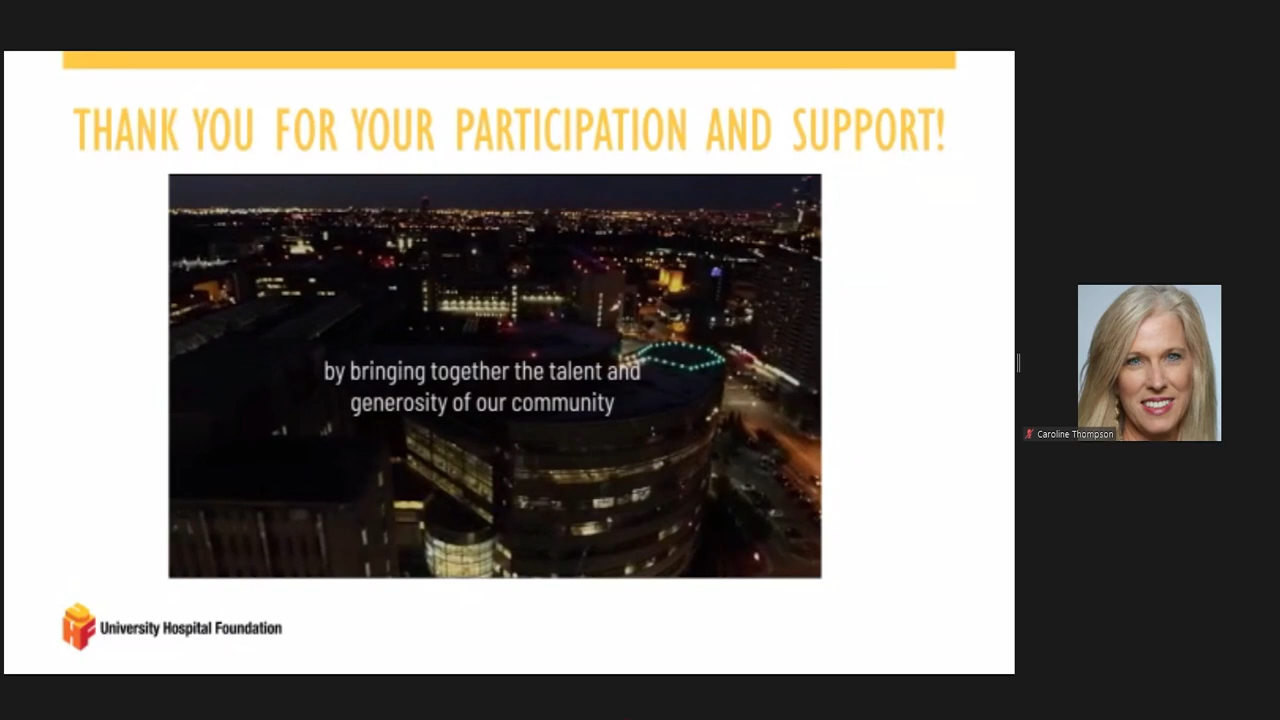 THANK YOU FOR YOUR PARTICIPATION AND SUPPORT!
by bringing together the talent and
generosity of our community
University Hospital Foundation
Caroline Thompson